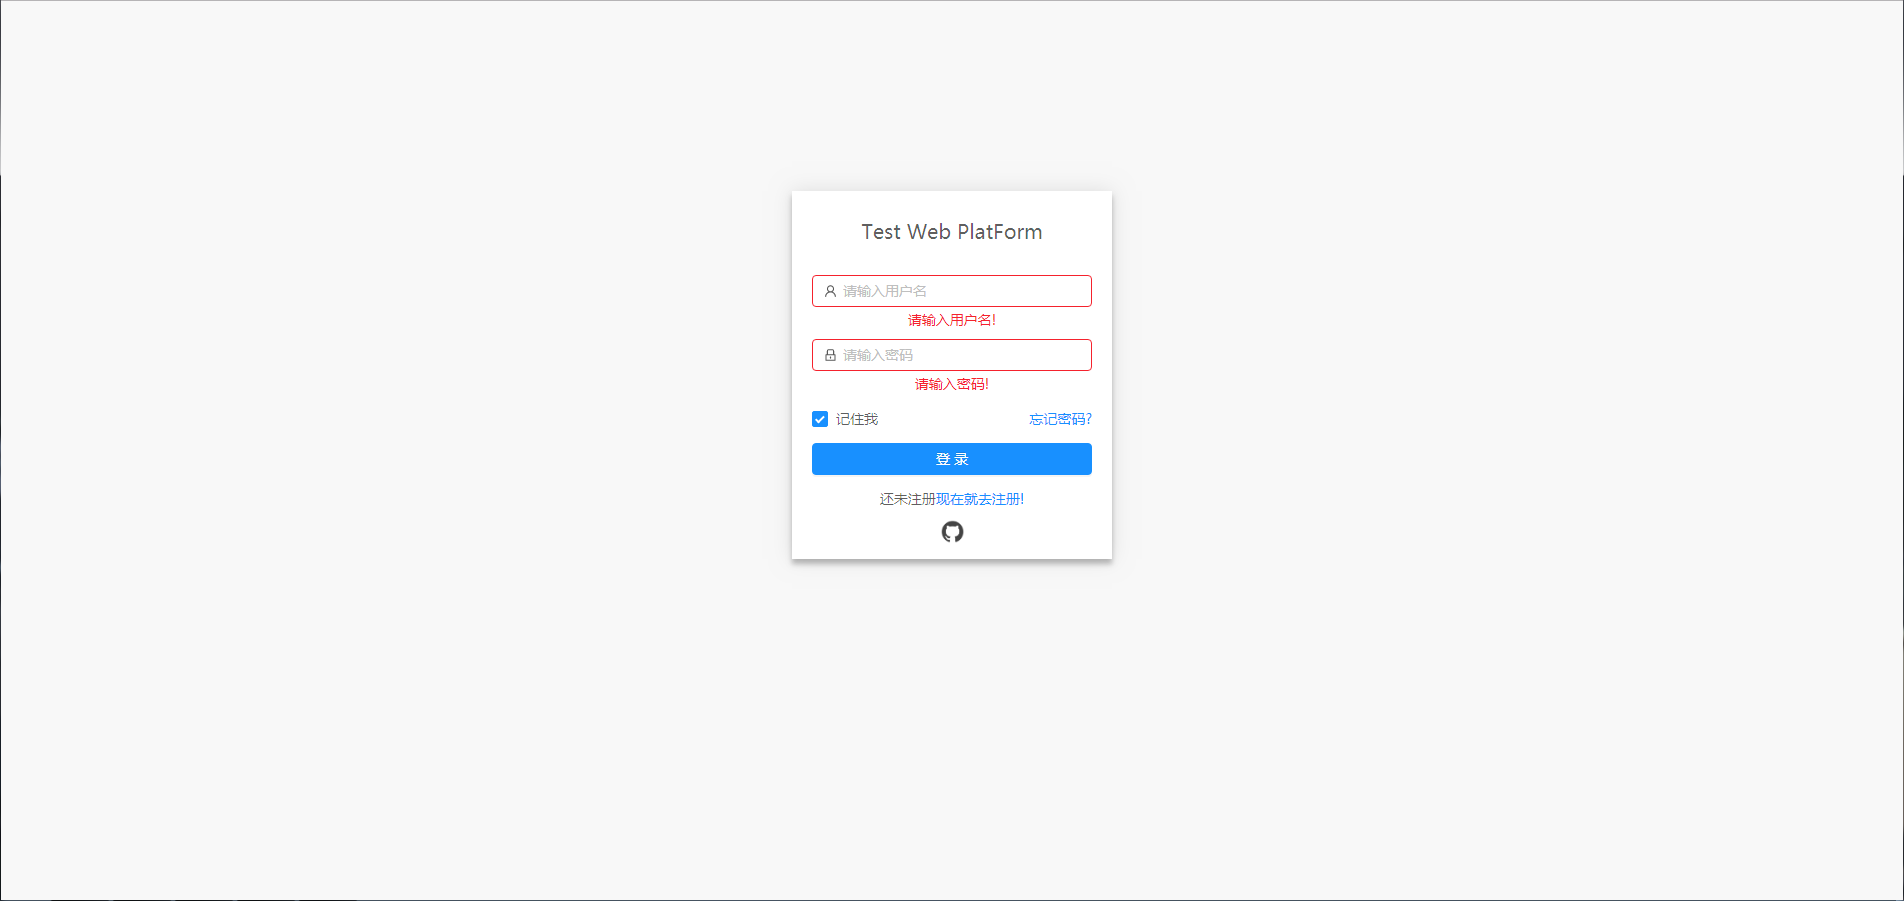 Test Web PlatForm
请输入用户名
请输入用户名!
请输入密码
请输入密码!
记住我 忘记密码?
登 录
还未注册现在就去注册!